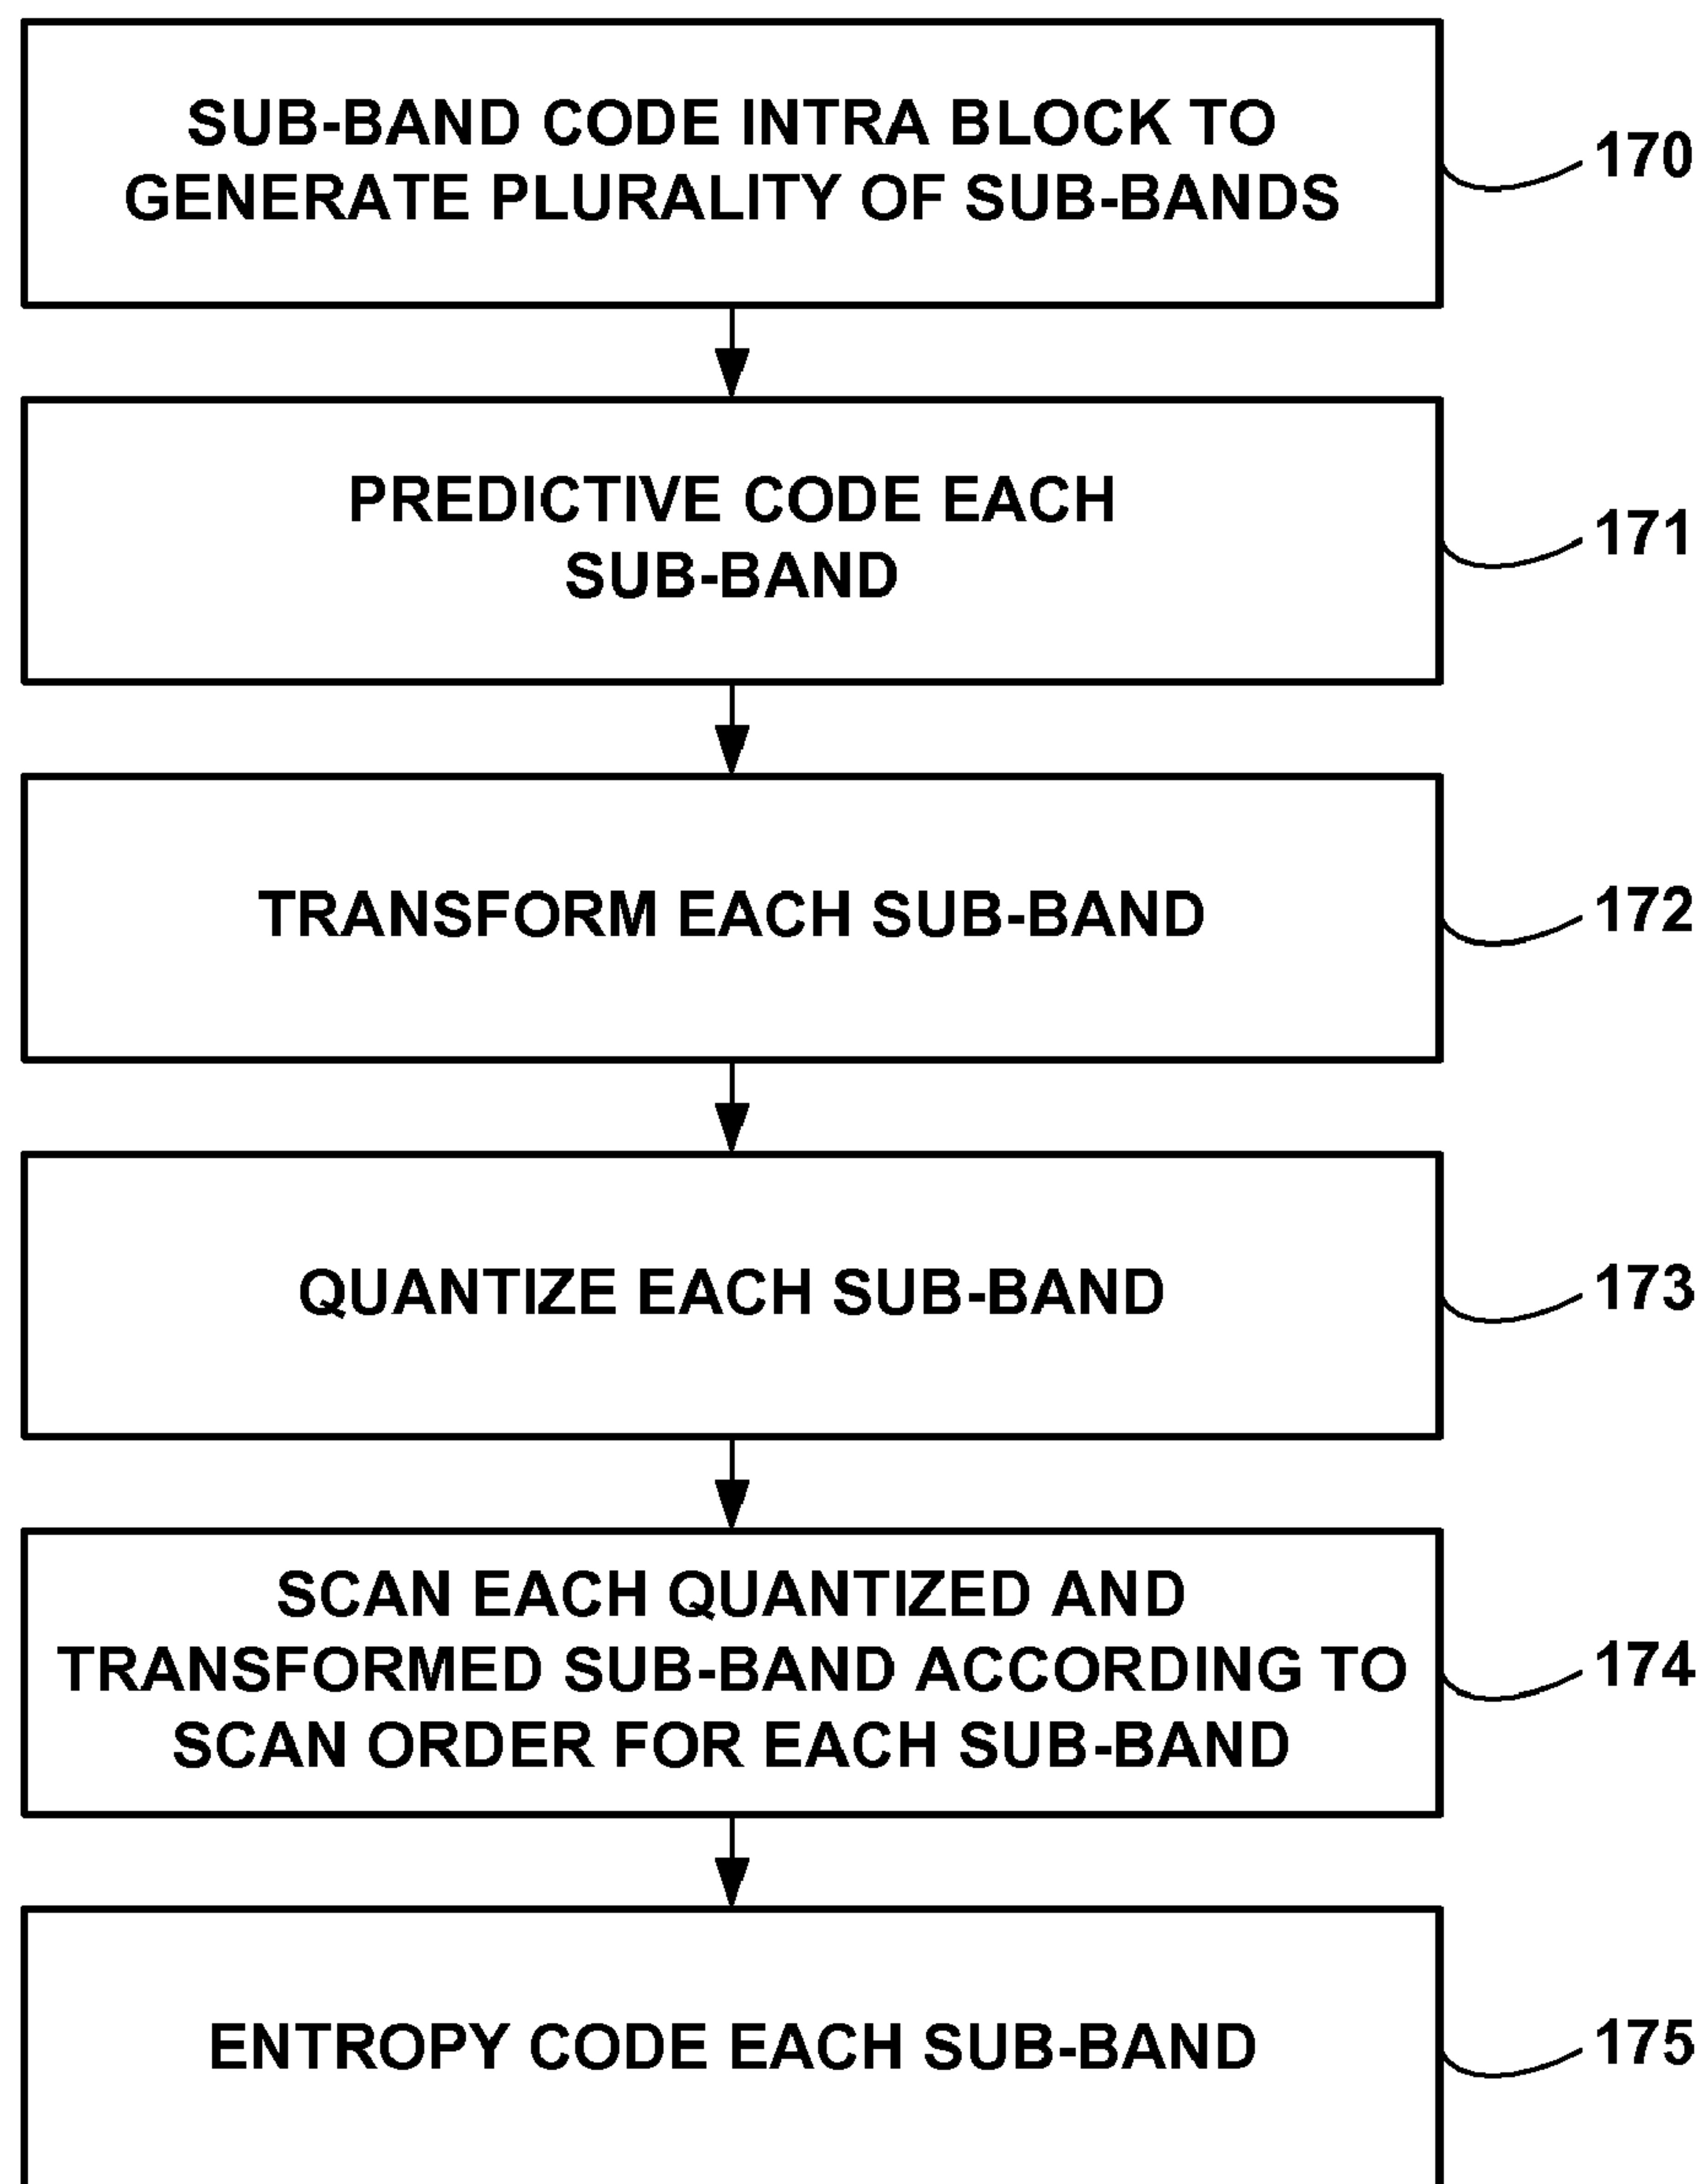 SUB-BAND CODE INTRA BLOCK TO
GENERATE PLURALITY OF SUB-BANDS
170
PREDICTIVE CODE EACH
SUB-BAND
171
TRANSFORM EACH SUB-BAND
172
QUANTIZE EACH SUB-BAND
173
SCAN EACH QUANTIZED AND
TRANSFORMED SUB-BAND ACCORDING TO
SCAN ORDER FOR EACH SUB-BAND
174
ENTROPY CODE EACH SUB-BAND
175